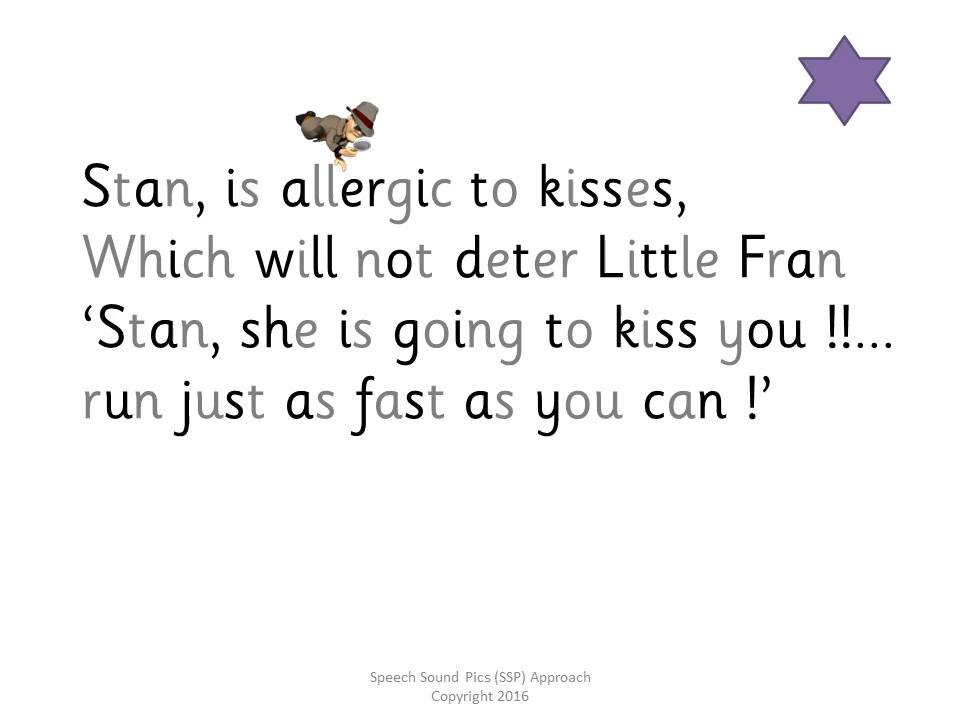 Stan, is allergic to kisses,
Which will not deter Little Fran
‘Stan, she is going to kiss you !!...
run just as fast as you can !’
Speech Sound Pics (SSP) Approach
Copyright 2016